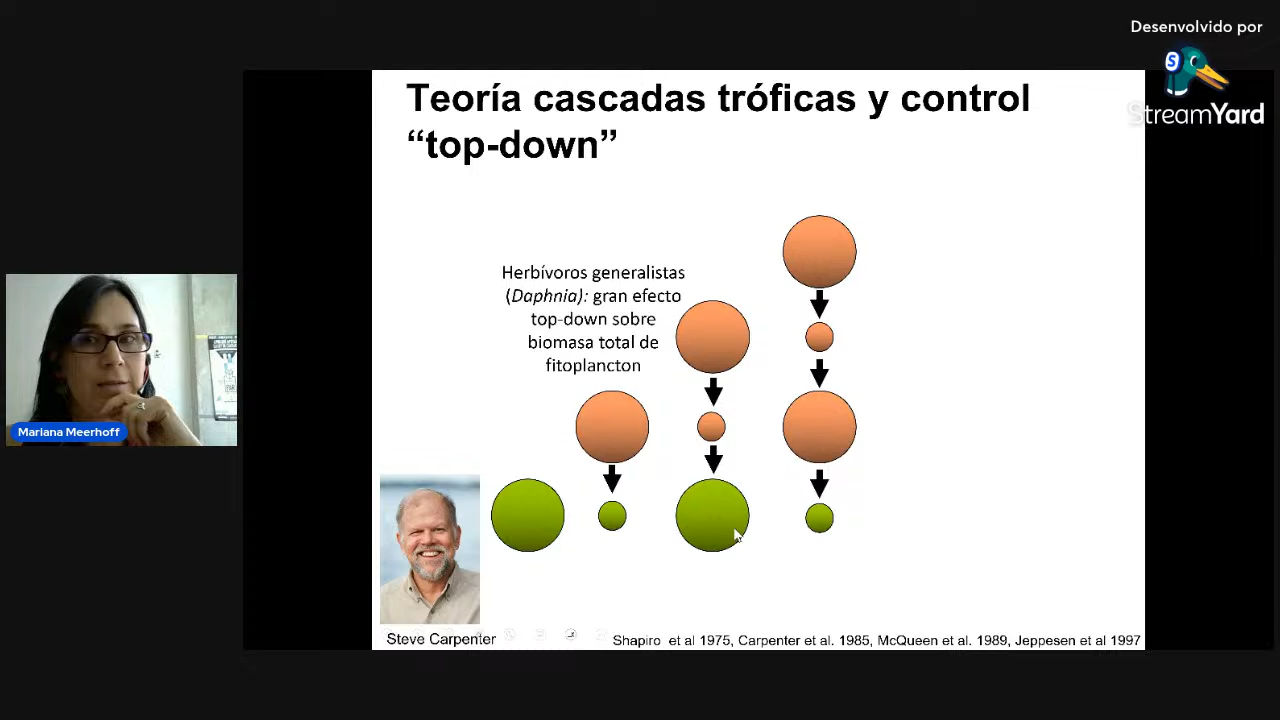 Desenvolvido por
StreamYard
Teoría cascadas tróficas y control
“top-down”
Herbívoros generalistas
(Daphnia): gran efecto
top-down sobre
biomasa total de
fitoplancton
Mariana Meerhoff
Steve Carpenter
Shapiro et al 1975, Carpenter et al. 1985, McQueen et al. 1989, Jeppesen et al 1997